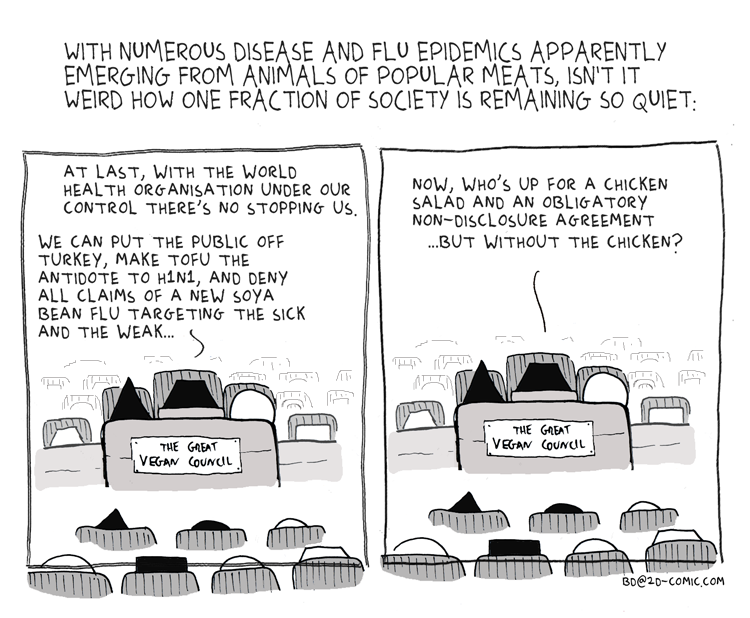 WITH NUMEROUS DISEASE AND FLU EPIDEMICS APPARENTLY
EMERGING FROM ANIMALS OF POPULAR MEATS, ISN'T IT
WEIRD HOW ONE FRACTION OF SOCIETY IS REMAINING SO QUIET:
AT LAST, WITH THE WORLD
HEALTH ORGANISATION UNDER OUR
CONTROL THERE'S NO STOPPING US.
WE CAN PUT THE PUBLIC OFF
TURKEY, MAKE TOFU THE
ANTIDOTE TO H1N1, AND DENY
ALL CLAIMS OF A NEW SOYA
BEAN FLU TARGETING THE SICK
AND THE WEAK...
THE GREAT
VEGAN COUNCIL
NOW, WHO'S UP FOR A CHICKEN
SALAD AND AN OBLIGATORY
NON-DISCLOSURE AGREEMENT
...BUT WITHOUT THE CHICKEN?
THE GREAT
VEGAN COUNCIL
BD@2D-COMIC.COM